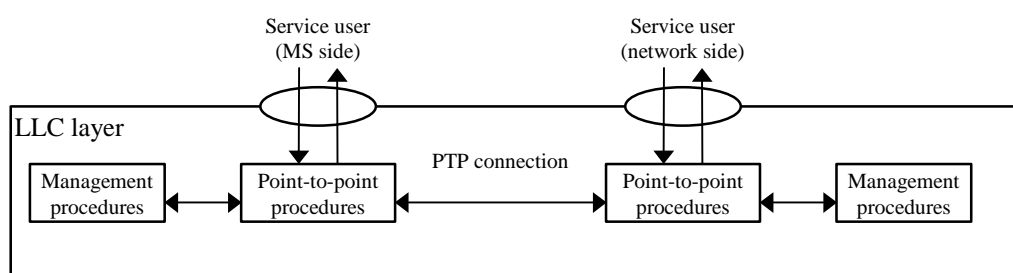 Service user
(MS side)
Service user
(network side)
LLC layer
PTP connection
Management
procedures
Point-to-point
procedures
Point-to-point
procedures
Management
procedures